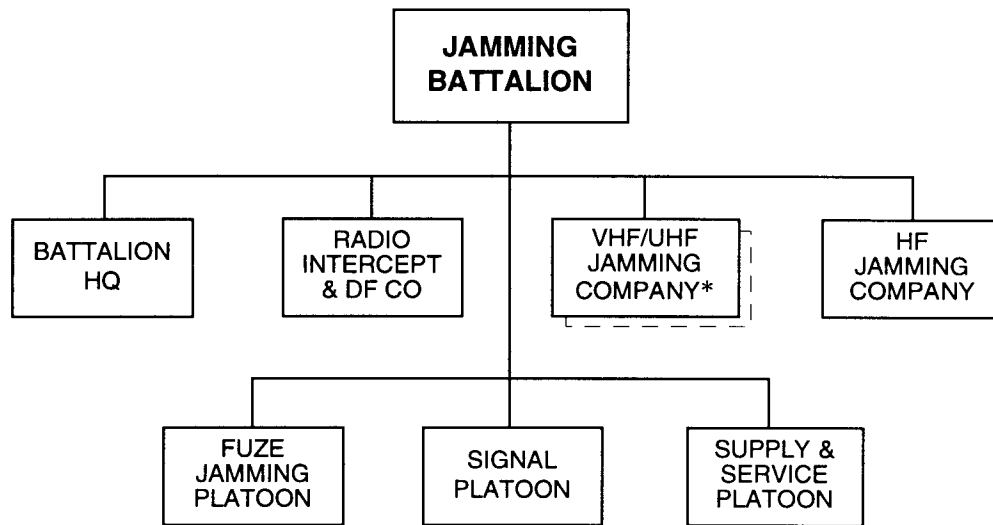 JAMMING
BATTALION
BATTALION
HQ
RADIO
INTERCEPT
& DF CO
VHF/UHF
JAMMING
COMPANY*
HF
JAMMING
COMPANY
FUZE
JAMMING
PLATOON
SIGNAL
PLATOON
SUPPLY &
SERVICE
PLATOON